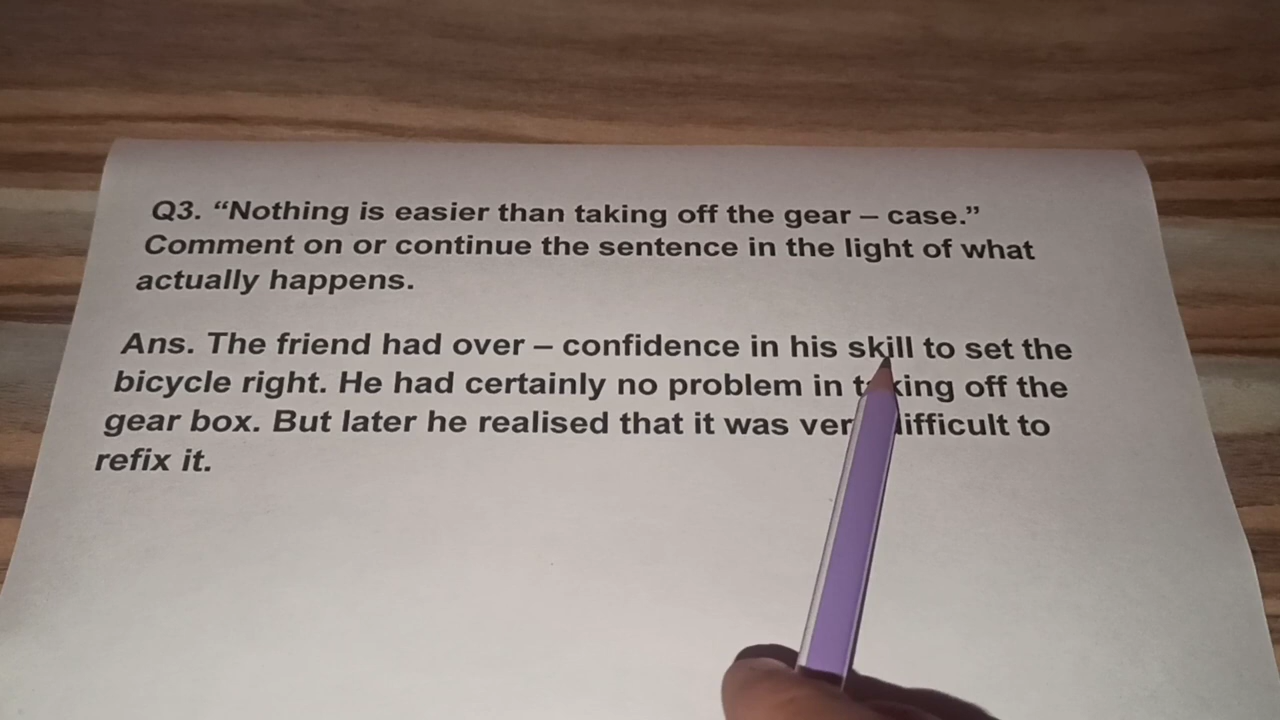 Q3. “Nothing is easier than taking off the gear – case.”
Comment on or continue the sentence in the light of what
actually happens.
Ans. The friend had over – confidence in his skill to set the
bicycle right. He had certainly no problem in taking off the
gear box. But later he realised that it was very difficult to
refix it.